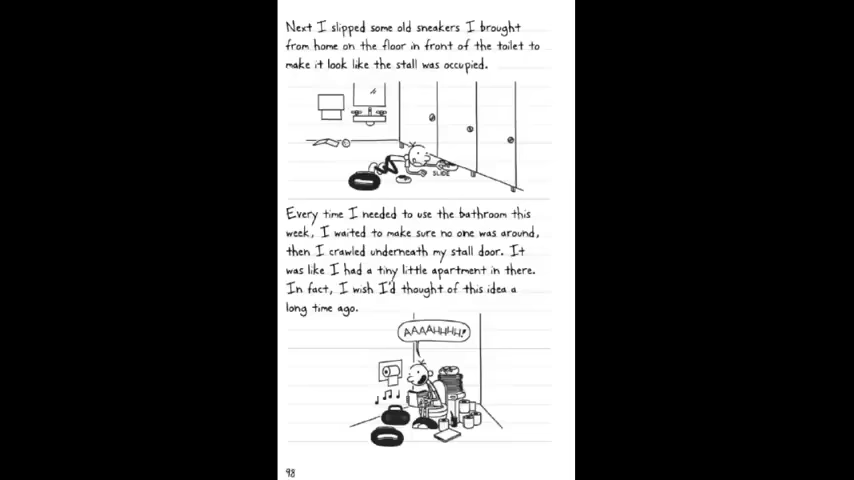 Next I slipped some old sneakers I brought
from home on the floor in front of the toilet to
make it look like the stall was occupied.
SLIDE
Every time I needed to use the bathroom this
week, I waited to make sure no one was around,
then I crawled underneath my stall door. It
was like I had a tiny little apartment in there.
In fact, I wish I'd thought of this idea a
long time ago.
AAAAHHHH!
98